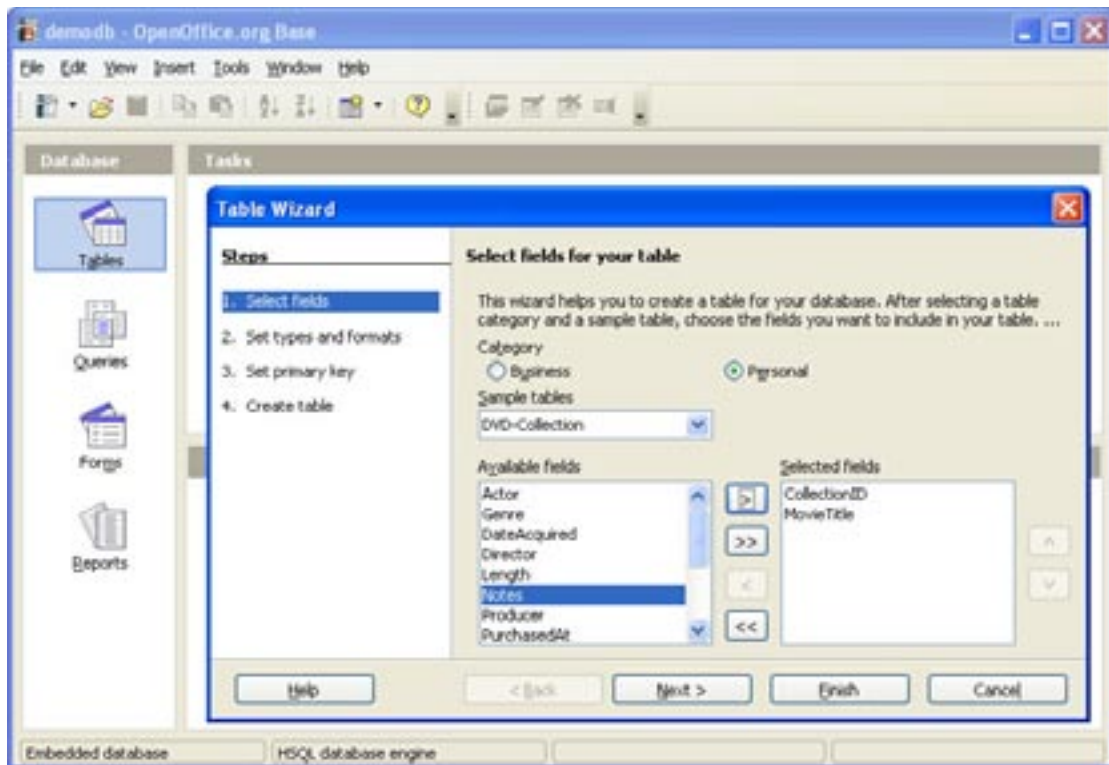 demodb - OpenOffice.org Base
File Edit View Insert Tools Window Help
Database
Tasks
Tables
Queries
Forms
Reports
Table Wizard
Steps
1. Select fields
2. Set types and formats
3. Set primary key
4. Create table
Select fields for your table
This wizard helps you to create a table for your database. After selecting a table
category and a sample table, choose the fields you want to include in your table. ...
Category
Business
Personal
Sample tables
DVD-Collection
Available fields
Actor
Genre
DateAcquired
Director
Length
Notes
Producer
PurchasedAt
>
>>
<
<<
Selected fields
CollectionID
MovieTitle
Help
< Back
Next >
Finish
Cancel
Embedded database
HSQL database engine